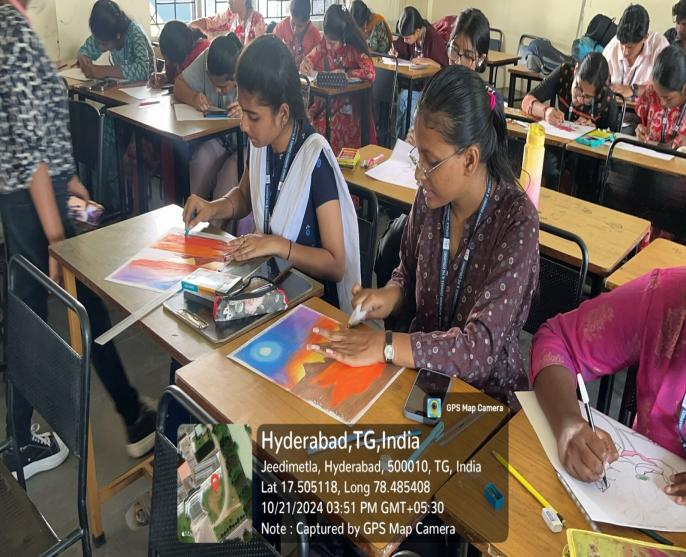 GPS Map Camera
Hyderabad,TG,India
Jeedimetla, Hyderabad, 500010, TG, India
Lat 17.505118, Long 78.485408
10/21/2024 03:51 PM GMT+05:30
Note : Captured by GPS Map Camera